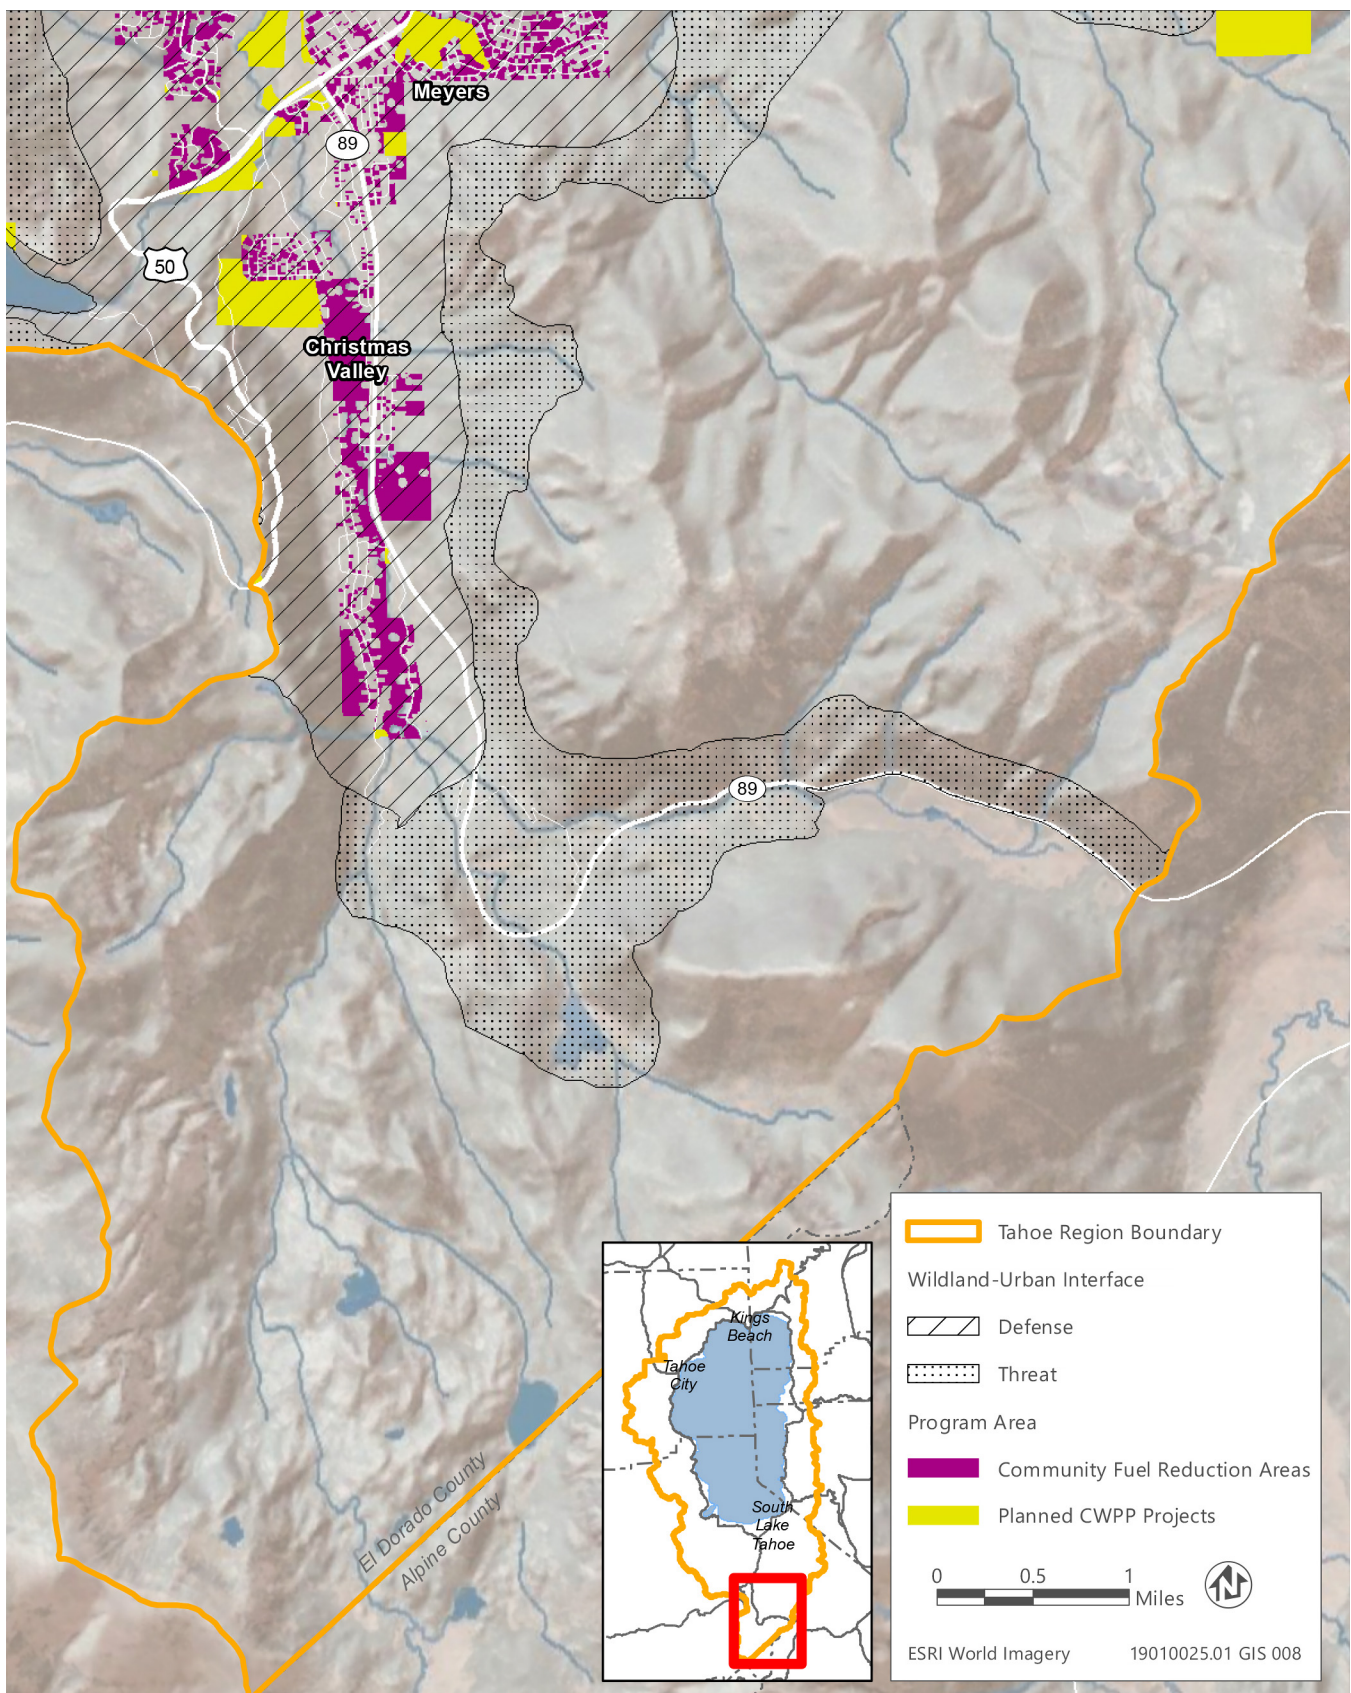 Meyers
89
50
Christmas
Valley
89
El Dorado County
Alpine County
Kings
Beach
Tahoe
City
South
Lake
Tahoe
Tahoe Region Boundary
Wildland-Urban Interface
Defense
Threat
Program Area
Community Fuel Reduction Areas
Planned CWPP Projects
0 0.5 1
Miles
N
ESRI World Imagery 19010025.01 GIS 008